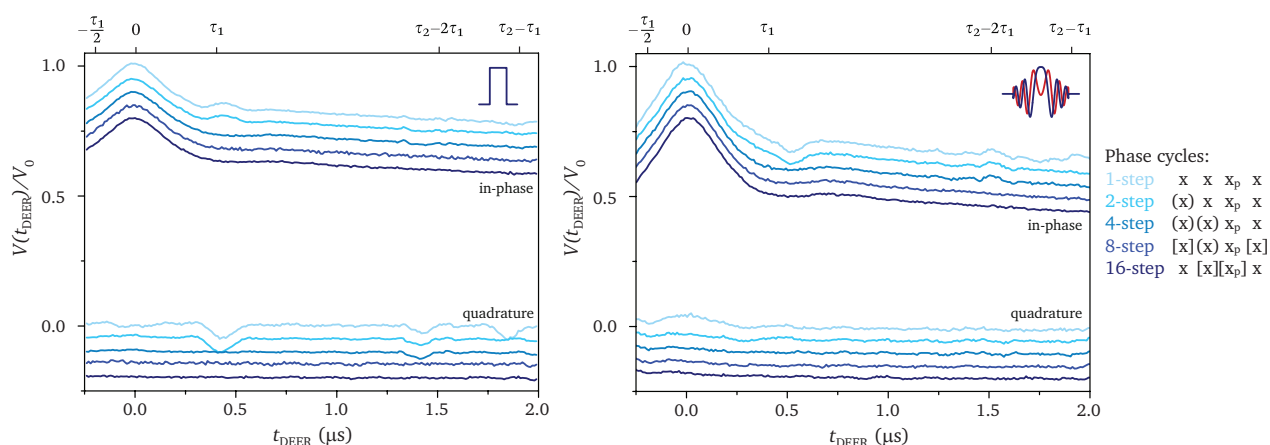 −τ1/2 0 τ1 τ2−2τ1 τ2−τ1
1.0
0.5
0.0
V(tDEER)/V0
in-phase
quadrature
0.0 0.5 1.0 1.5 2.0
tDEER (μs)
−τ1/2 0 τ1 τ2−2τ1 τ2−τ1
1.0
0.5
0.0
V(tDEER)/V0
in-phase
quadrature
0.0 0.5 1.0 1.5 2.0
tDEER (μs)
Phase cycles:
1-step x x xp x
2-step (x) x xp x
4-step (x)(x) xp x
8-step [x](x) xp [x]
16-step x [x][xp] x